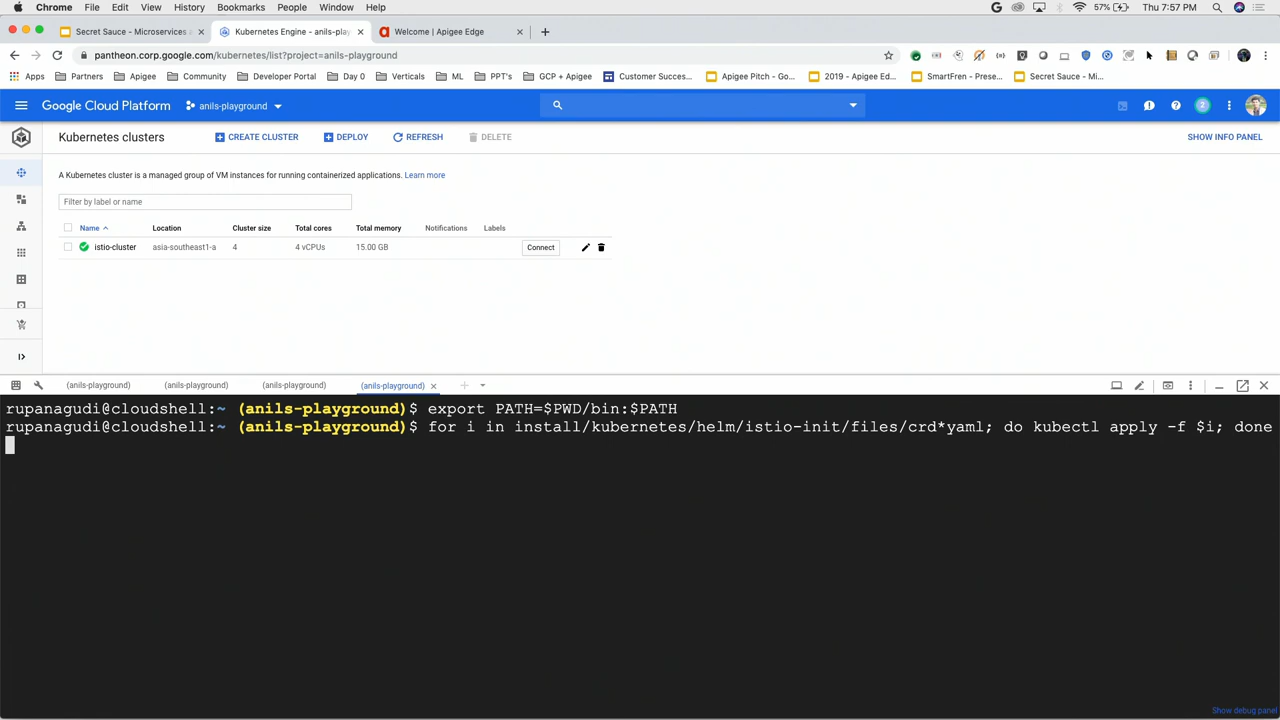 Chrome File Edit View History Bookmarks People Window Help 57% Thu 7:57 PM
Secret Sauce - Microservices a Kubernetes Engine - anils-play Welcome | Apigee Edge
pantheon.corp.google.com/kubernetes/list?project=anils-playground
Apps Partners Apigee Community Developer Portal Day 0 Verticals ML PPT's GCP + Apigee Customer Succes... Apigee Pitch - Go... 2019 - Apigee Ed... SmartFren - Prese... Secret Sauce - Mi...
Google Cloud Platform anils-playground 2
Kubernetes clusters CREATE CLUSTER DEPLOY REFRESH DELETE SHOW INFO PANEL
A Kubernetes cluster is a managed group of VM instances for running containerized applications. Learn more
Filter by label or name
Name Location Cluster size Total cores Total memory Notifications Labels
istio-cluster asia-southeast1-a 4 4 vCPUs 15.00 GB Connect
(anils-playground) (anils-playground) (anils-playground) (anils-playground)
rupanagudi@cloudshell:~ (anils-playground)$ export PATH=$PWD/bin:$PATH
rupanagudi@cloudshell:~ (anils-playground)$ for i in install/kubernetes/helm/istio-init/files/crd*yaml; do kubectl apply -f $i; done
Show debug panel